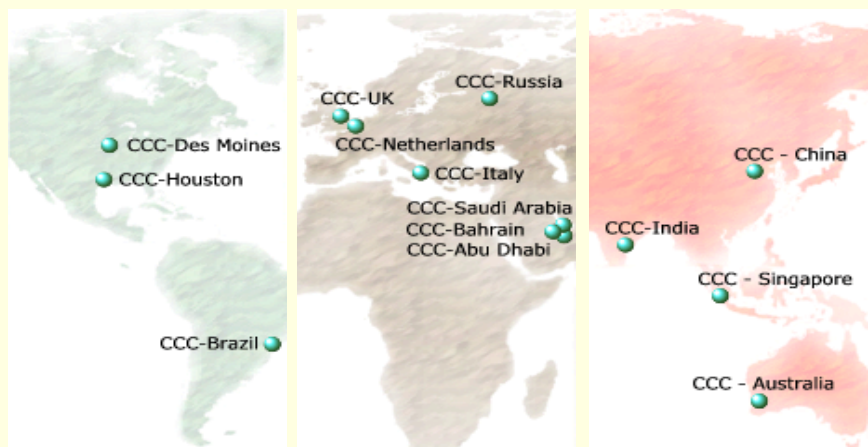 CCC-Des Moines
CCC-Houston
CCC-Brazil
CCC-Russia
CCC-UK
CCC-Netherlands
CCC-Italy
CCC-Saudi Arabia
CCC-Bahrain
CCC-Abu Dhabi
CCC - China
CCC-India
CCC - Singapore
CCC - Australia